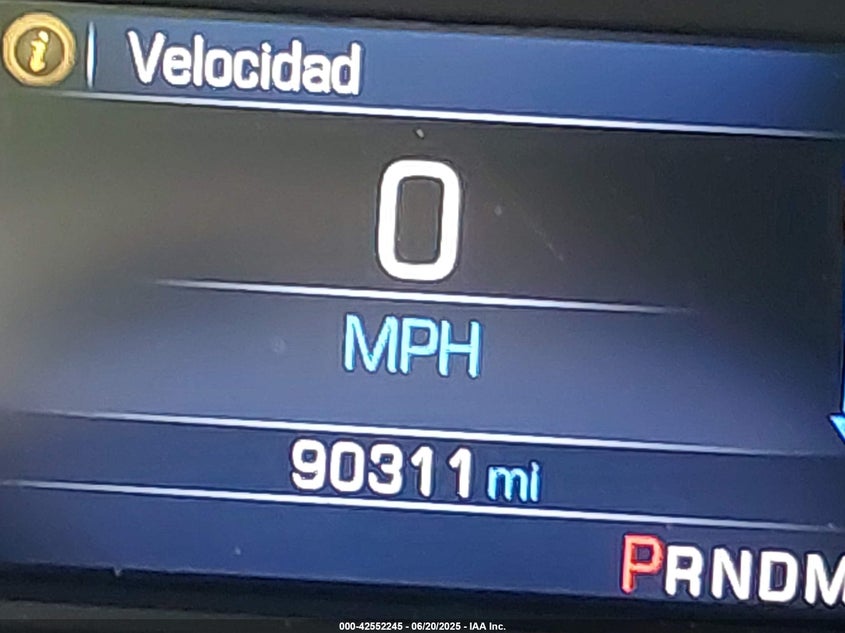 i Velocidad
0
MPH
90311 mi
PRNDM
000-42552245 - 06/20/2025 - IAA Inc.